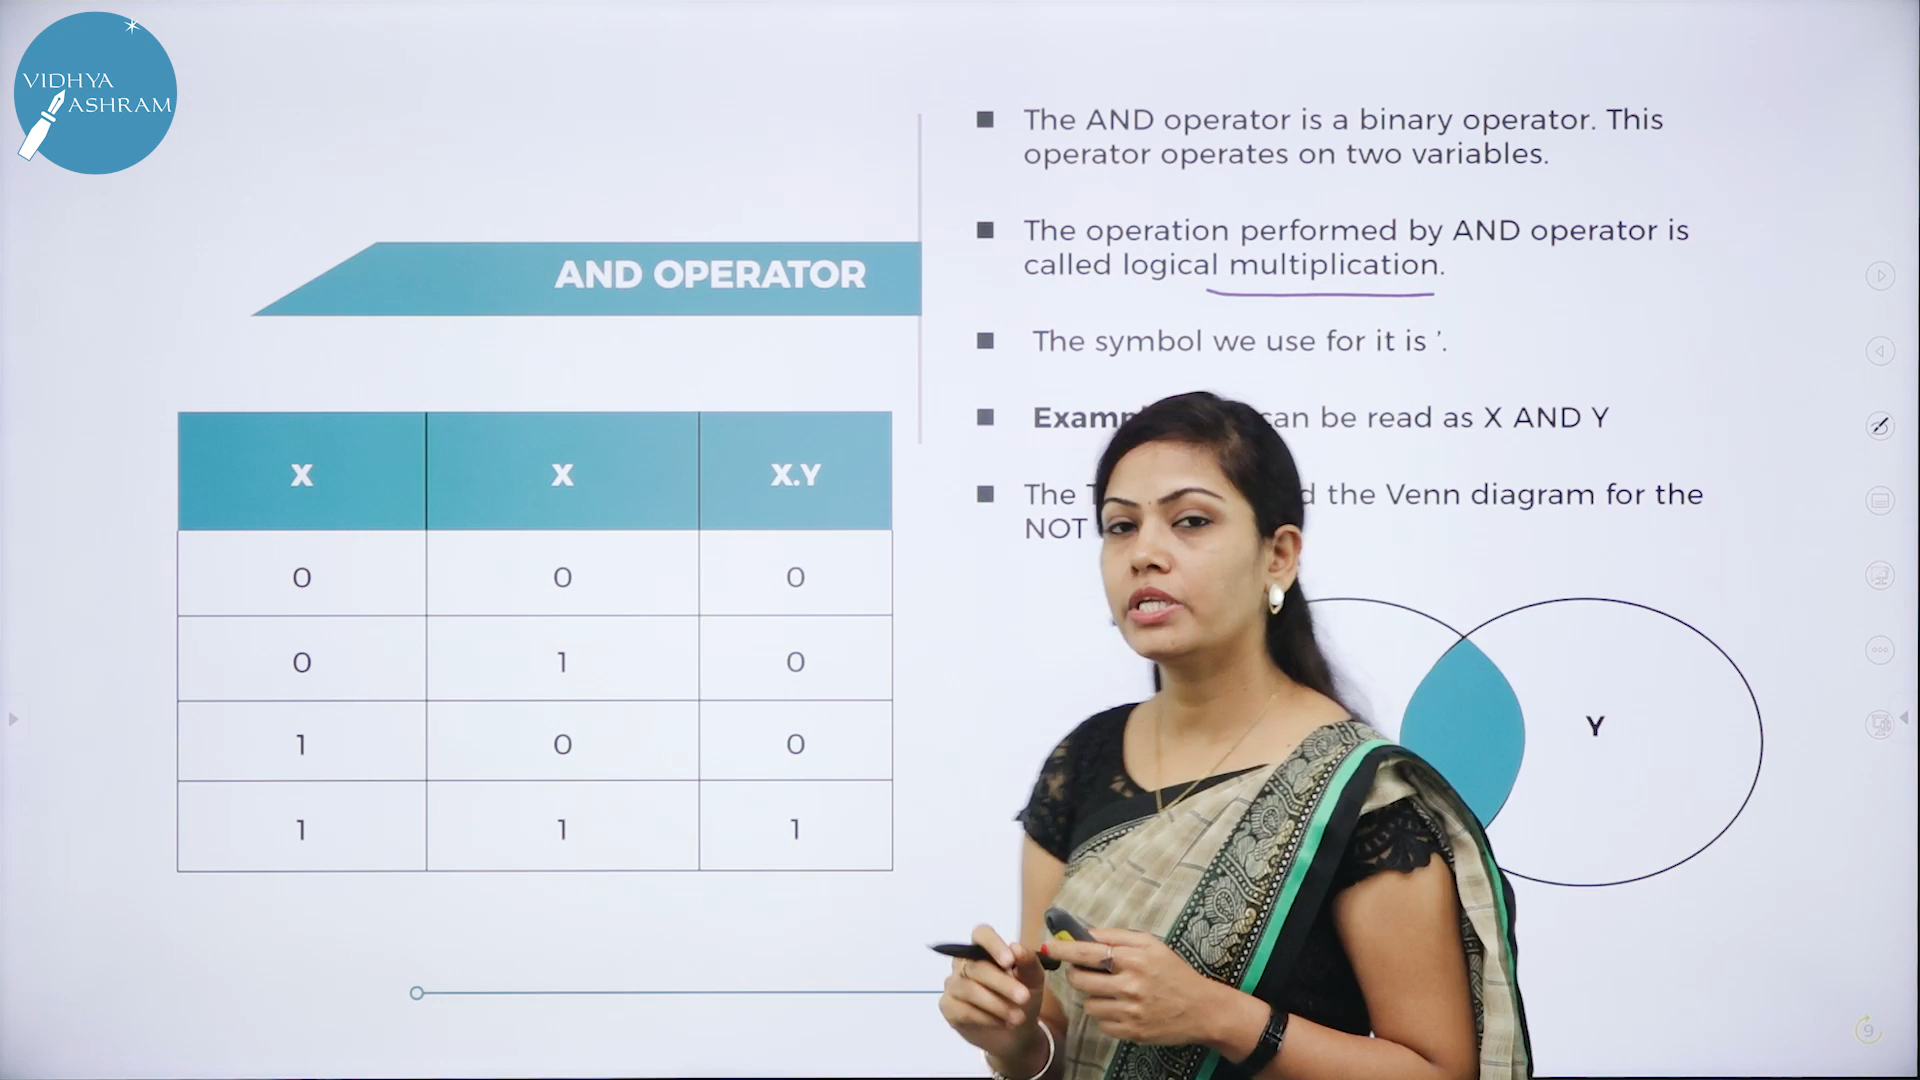 VIDHYA
ASHRAM
AND OPERATOR
X X X.Y
0 0 0
0 1 0
1 0 0
1 1 1
■ The AND operator is a binary operator. This
operator operates on two variables.
■ The operation performed by AND operator is
called logical multiplication.
■ The symbol we use for it is '.
■ can be read as X AND Y
■ The the Venn diagram for the
NOT
Y
9